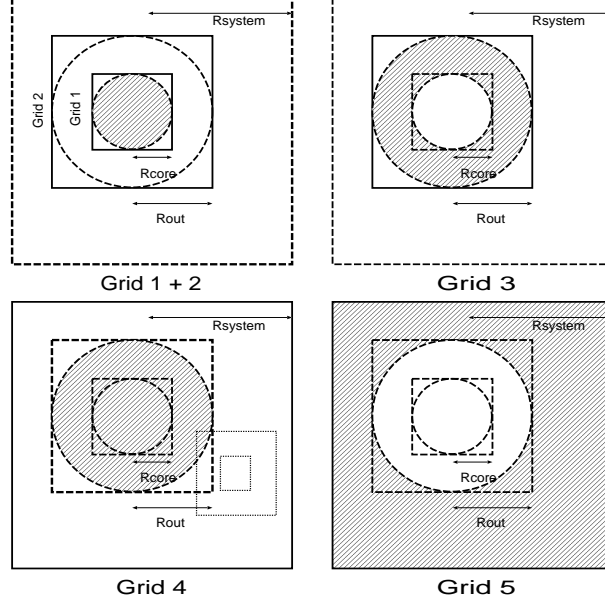 Rsystem
Grid 2
Grid 1
Rcore
Rout
Grid 1 + 2
Rsystem
Rcore
Rout
Grid 3
Rsystem
Rcore
Rout
Grid 4
Rsystem
Rcore
Rout
Grid 5